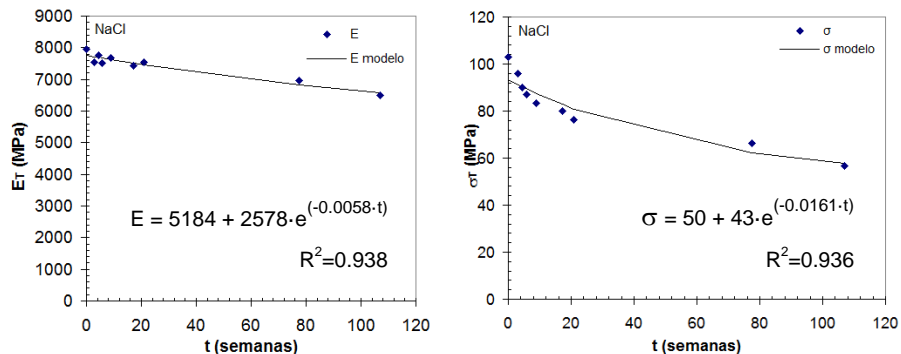 NaCl
E
E modelo
9000
8000
7000
6000
5000
4000
3000
2000
1000
0
E_T (MPa)
E = 5184 + 2578·e^(-0.0058·t)
R²=0.938
0 20 40 60 80 100 120
t (semanas)
NaCl
σ
σ modelo
120
100
80
60
40
20
0
σ_T (MPa)
σ = 50 + 43·e^(-0.0161·t)
R²=0.936
0 20 40 60 80 100 120
t (semanas)